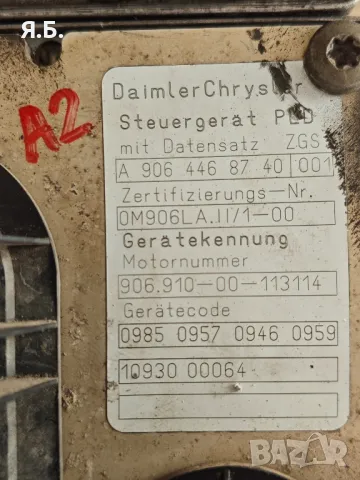 Я.Б.
A2
DaimlerChrysler
Steuergerät PLD
mit Datensatz ZGS
A 906 446 87 40 001
Zertifizierungs-Nr.
OM906LA.II/1-00
Gerätekennung
Motornummer
906.910-00-113114
Gerätecode
0985 0957 0946 0959
10930 00064
BAZAR